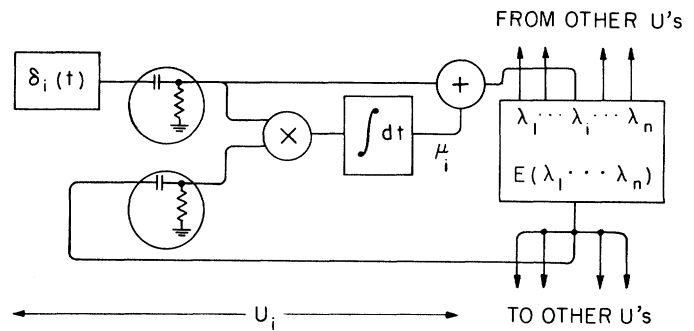 FROM OTHER U's
δᵢ(t)
+
λ₁ ··· λᵢ ··· λₙ
×
∫dt
μᵢ
E(λ₁ ··· λₙ)
Uᵢ
TO OTHER U's